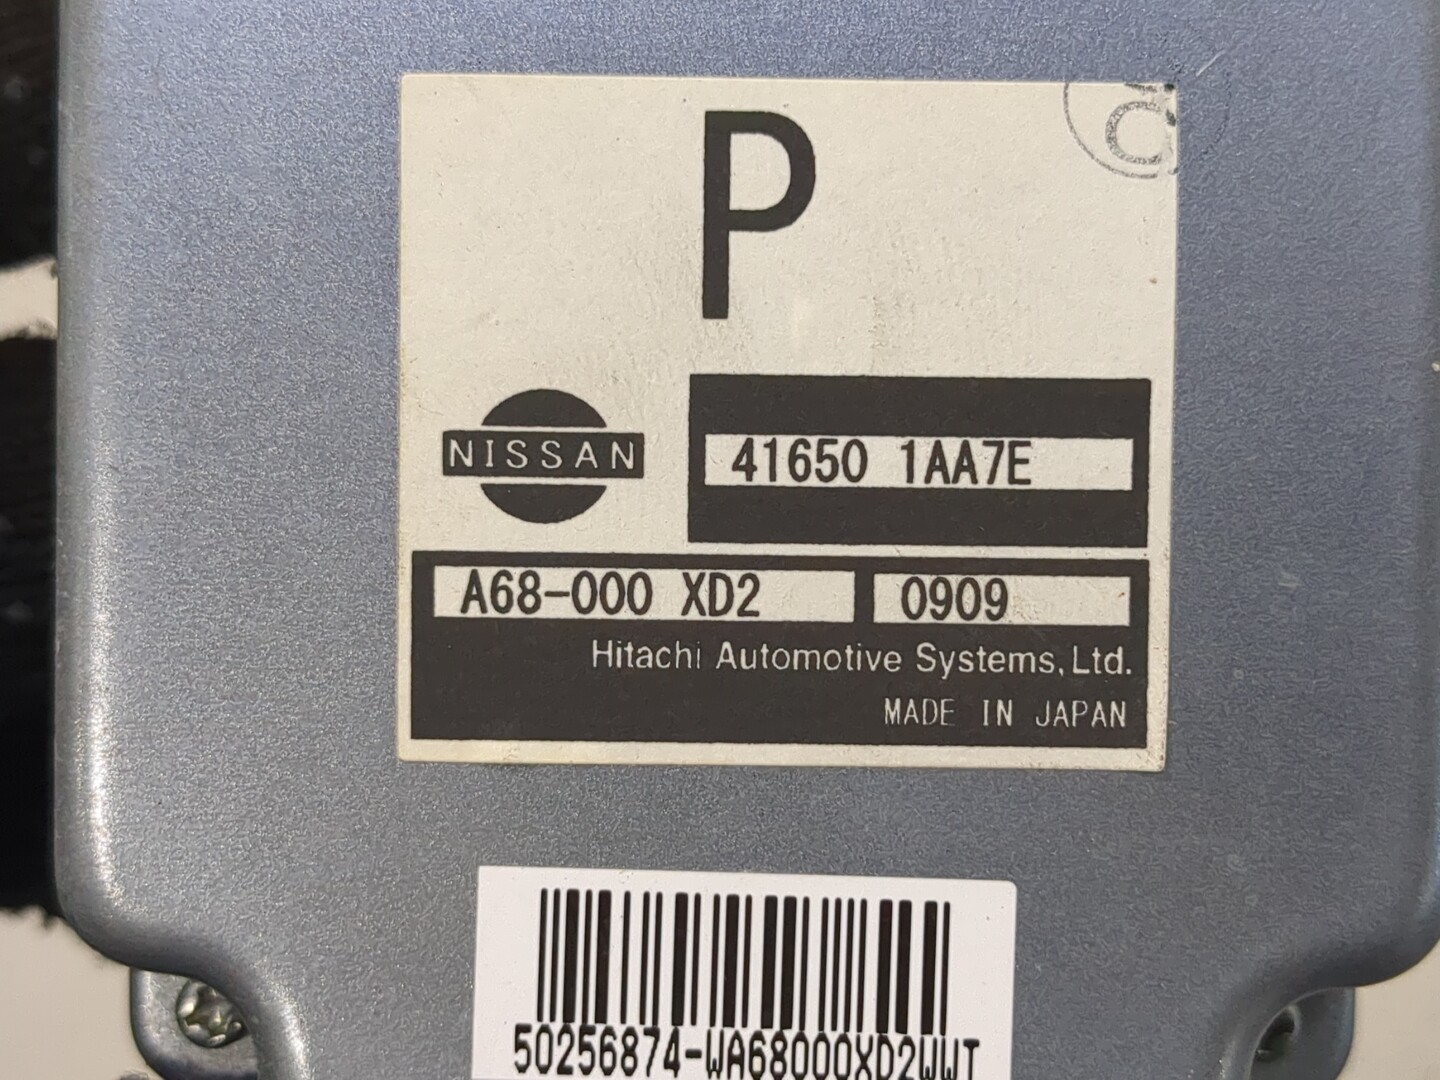 C
P
NISSAN
41650 1AA7E
A68-000 XD2 0909
Hitachi Automotive Systems, Ltd.
MADE IN JAPAN
50256874-WA68000XD2WWT